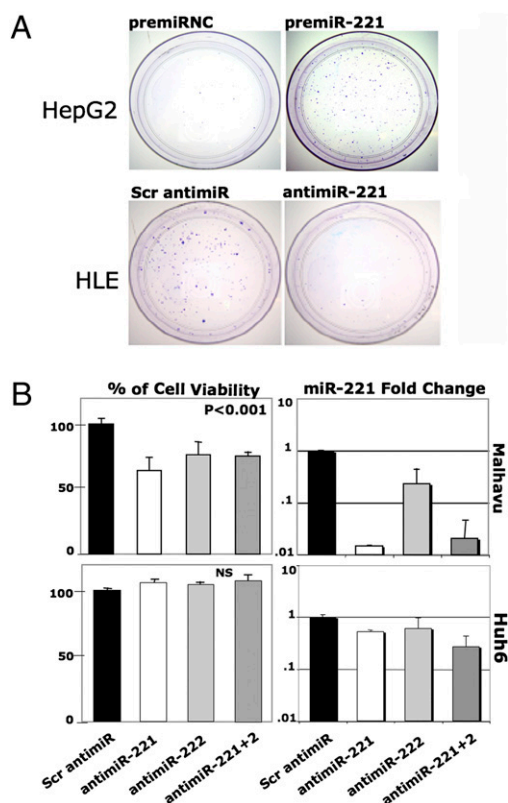 A
premiRNC premiR-221
HepG2
Scr antimiR antimiR-221
HLE
B
% of Cell Viability miR-221 Fold Change
P<0.001
100
50
0
10
1
.1
.01
Malhavu
NS
100
50
0
10
1
.1
.01
Huh6
Scr antimiR
antimiR-221
antimiR-222
antimiR-221+2
Scr antimiR
antimiR-221
antimiR-222
antimiR-221+2